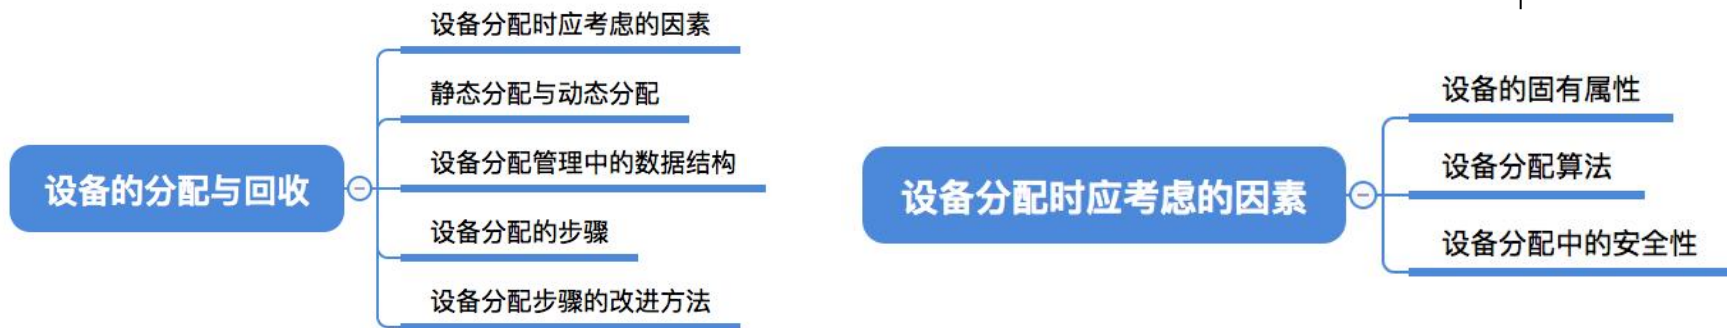 设备的分配与回收
设备分配时应考虑的因素
静态分配与动态分配
设备分配管理中的数据结构
设备分配的步骤
设备分配步骤的改进方法
设备分配时应考虑的因素
设备的固有属性
设备分配算法
设备分配中的安全性